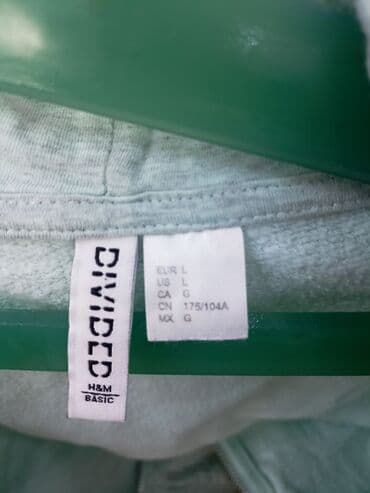 DIVIDED
H&M
BASIC
EUR L
US L
CA G
CN 175/104A
MX G